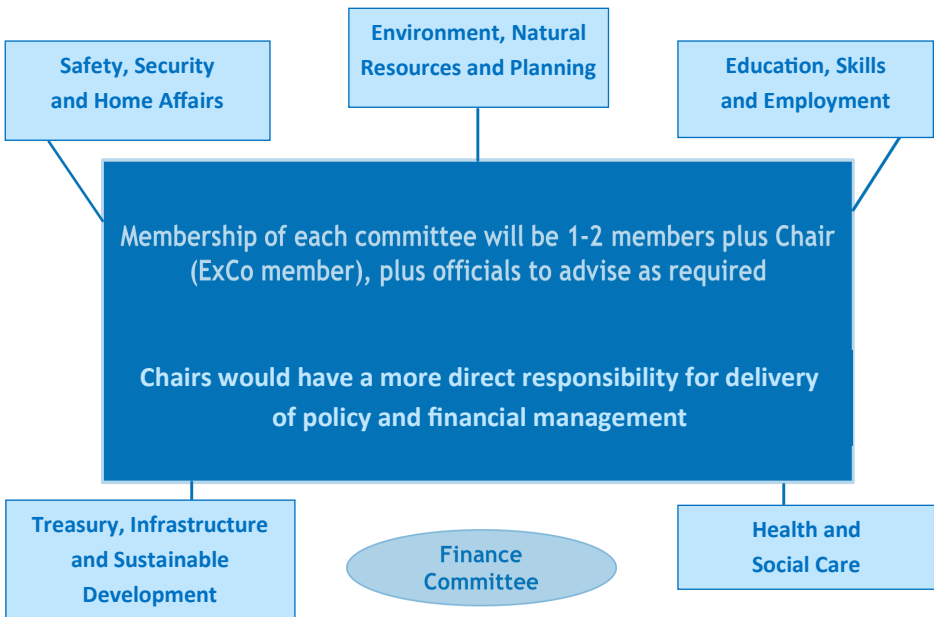 Environment, Natural
Resources and Planning
Safety, Security
and Home Affairs
Education, Skills
and Employment
Membership of each committee will be 1-2 members plus Chair
(ExCo member), plus officials to advise as required
Chairs would have a more direct responsibility for delivery
of policy and financial management
Treasury, Infrastructure
and Sustainable
Development
Finance
Committee
Health and
Social Care